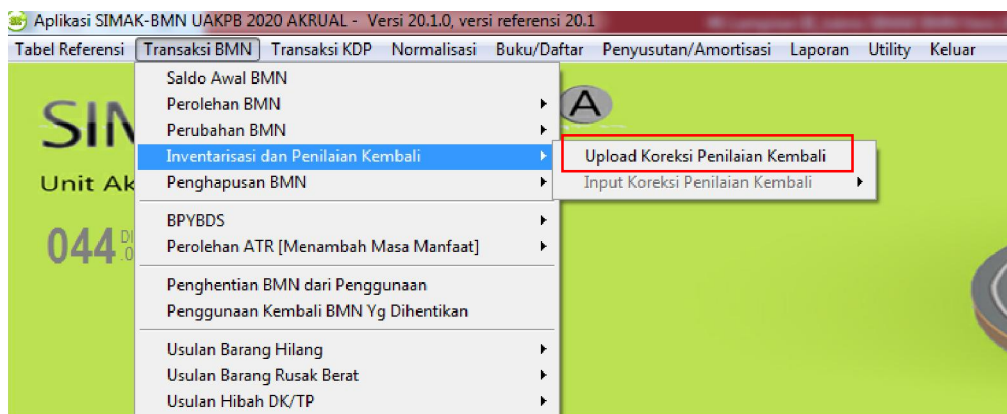 Aplikasi SIMAK-BMN UAKPB 2020 AKRUAL - Versi 20.1.0, versi referensi 20.1
Tabel Referensi Transaksi BMN Transaksi KDP Normalisasi Buku/Daftar Penyusutan/Amortisasi Laporan Utility Keluar
Saldo Awal BMN
Perolehan BMN
Perubahan BMN
Inventarisasi dan Penilaian Kembali
Penghapusan BMN
BPYBDS
Perolehan ATR [Menambah Masa Manfaat]
Penghentian BMN dari Penggunaan
Penggunaan Kembali BMN Yg Dihentikan
Usulan Barang Hilang
Usulan Barang Rusak Berat
Usulan Hibah DK/TP
Upload Koreksi Penilaian Kembali
Input Koreksi Penilaian Kembali
SIM
A
Unit Ak
044